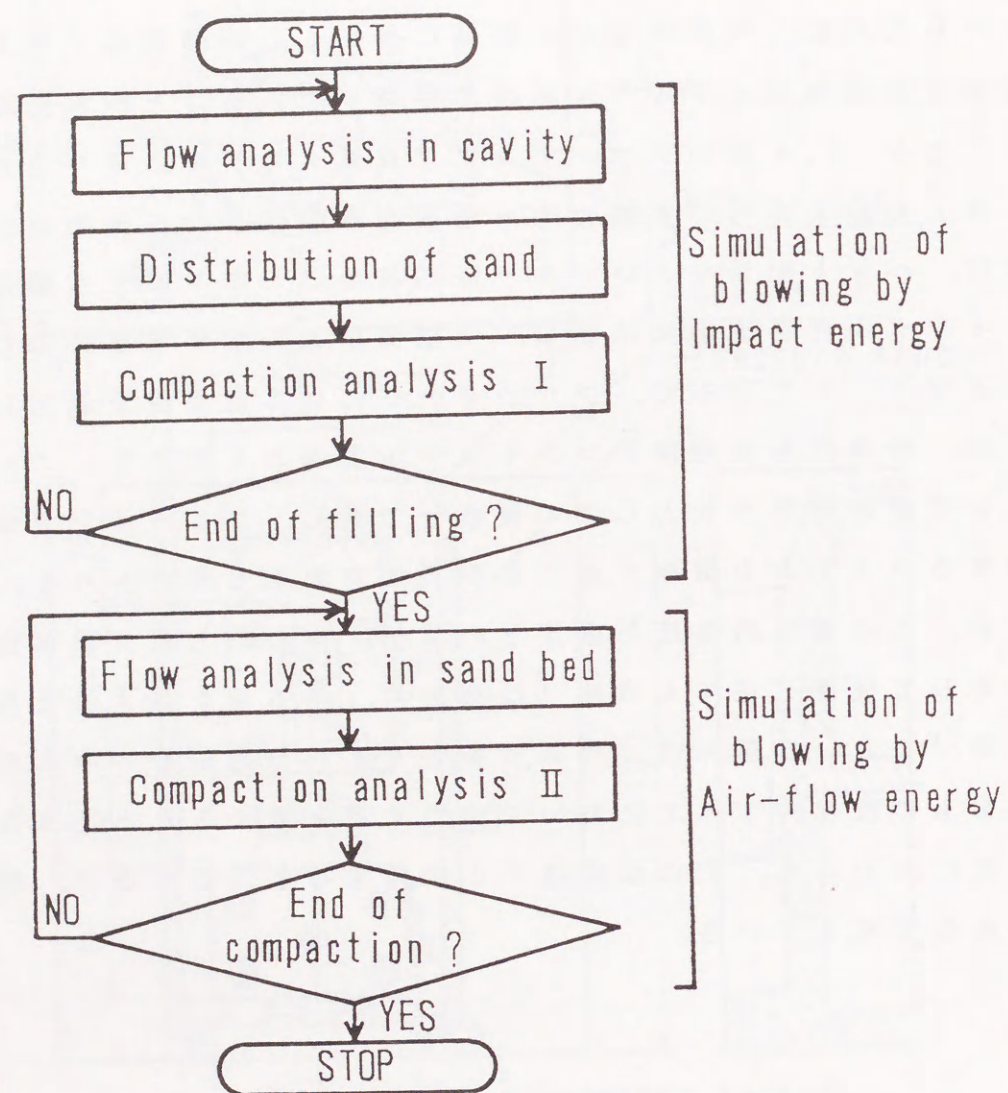 START
Flow analysis in cavity
Distribution of sand
Compaction analysis I
End of filling ?
NO
YES
Simulation of
blowing by
Impact energy
Flow analysis in sand bed
Compaction analysis II
End of
compaction ?
NO
YES
STOP
Simulation of
blowing by
Air-flow energy